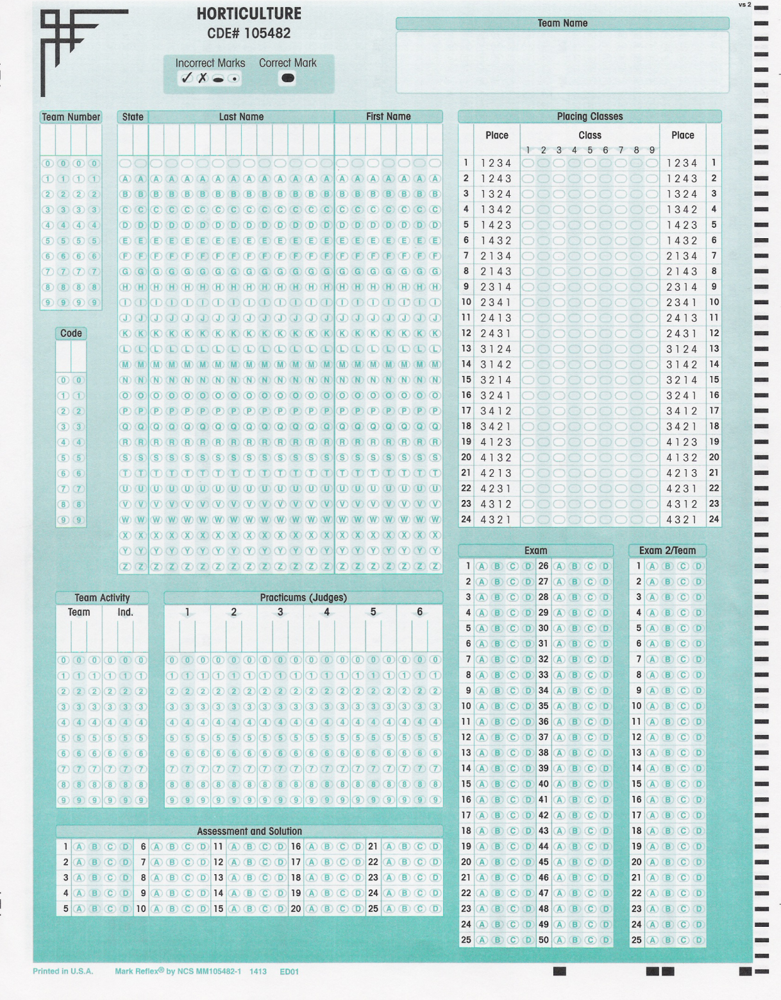 vs 2
HORTICULTURE
CDE# 105482
Incorrect Marks Correct Mark
Team Name
Team Number
0 0 0 0
1 1 1 1
2 2 2 2
3 3 3 3
4 4 4 4
5 5 5 5
6 6 6 6
7 7 7 7
8 8 8 8
9 9 9 9
Code
0 0
1 1
2 2
3 3
4 4
5 5
6 6
7 7
8 8
9 9
State Last Name First Name
A A A A A A A A A A A A A A A A A A A A A
B B B B B B B B B B B B B B B B B B B B B
C C C C C C C C C C C C C C C C C C C C C
D D D D D D D D D D D D D D D D D D D D D
E E E E E E E E E E E E E E E E E E E E E
F F F F F F F F F F F F F F F F F F F F F
G G G G G G G G G G G G G G G G G G G G G
H H H H H H H H H H H H H H H H H H H H H
I I I I I I I I I I I I I I I I I I I I I
J J J J J J J J J J J J J J J J J J J J J
K K K K K K K K K K K K K K K K K K K K K
L L L L L L L L L L L L L L L L L L L L L
M M M M M M M M M M M M M M M M M M M M M
N N N N N N N N N N N N N N N N N N N N N
O O O O O O O O O O O O O O O O O O O O O
P P P P P P P P P P P P P P P P P P P P P
Q Q Q Q Q Q Q Q Q Q Q Q Q Q Q Q Q Q Q Q Q
R R R R R R R R R R R R R R R R R R R R R
S S S S S S S S S S S S S S S S S S S S S
T T T T T T T T T T T T T T T T T T T T T
U U U U U U U U U U U U U U U U U U U U U
V V V V V V V V V V V V V V V V V V V V V
W W W W W W W W W W W W W W W W W W W W W
X X X X X X X X X X X X X X X X X X X X X
Y Y Y Y Y Y Y Y Y Y Y Y Y Y Y Y Y Y Y Y Y
Z Z Z Z Z Z Z Z Z Z Z Z Z Z Z Z Z Z Z Z Z
Placing Classes
Place Class Place
1 2 3 4 5 6 7 8 9
1 1 2 3 4 1 2 3 4 1
2 1 2 4 3 1 2 4 3 2
3 1 3 2 4 1 3 2 4 3
4 1 3 4 2 1 3 4 2 4
5 1 4 2 3 1 4 2 3 5
6 1 4 3 2 1 4 3 2 6
7 2 1 3 4 2 1 3 4 7
8 2 1 4 3 2 1 4 3 8
9 2 3 1 4 2 3 1 4 9
10 2 3 4 1 2 3 4 1 10
11 2 4 1 3 2 4 1 3 11
12 2 4 3 1 2 4 3 1 12
13 3 1 2 4 3 1 2 4 13
14 3 1 4 2 3 1 4 2 14
15 3 2 1 4 3 2 1 4 15
16 3 2 4 1 3 2 4 1 16
17 3 4 1 2 3 4 1 2 17
18 3 4 2 1 3 4 2 1 18
19 4 1 2 3 4 1 2 3 19
20 4 1 3 2 4 1 3 2 20
21 4 2 1 3 4 2 1 3 21
22 4 2 3 1 4 2 3 1 22
23 4 3 1 2 4 3 1 2 23
24 4 3 2 1 4 3 2 1 24
Team Activity
Team Ind.
0 0 0 0 0 0
1 1 1 1 1 1
2 2 2 2 2 2
3 3 3 3 3 3
4 4 4 4 4 4
5 5 5 5 5 5
6 6 6 6 6 6
7 7 7 7 7 7
8 8 8 8 8 8
9 9 9 9 9 9
Practicums (Judges)
1 2 3 4 5 6
0 0 0 0 0 0 0 0 0 0 0 0 0 0 0 0 0 0
1 1 1 1 1 1 1 1 1 1 1 1 1 1 1 1 1 1
2 2 2 2 2 2 2 2 2 2 2 2 2 2 2 2 2 2
3 3 3 3 3 3 3 3 3 3 3 3 3 3 3 3 3 3
4 4 4 4 4 4 4 4 4 4 4 4 4 4 4 4 4 4
5 5 5 5 5 5 5 5 5 5 5 5 5 5 5 5 5 5
6 6 6 6 6 6 6 6 6 6 6 6 6 6 6 6 6 6
7 7 7 7 7 7 7 7 7 7 7 7 7 7 7 7 7 7
8 8 8 8 8 8 8 8 8 8 8 8 8 8 8 8 8 8
9 9 9 9 9 9 9 9 9 9 9 9 9 9 9 9 9 9
Assessment and Solution
1 A B C D 6 A B C D 11 A B C D 16 A B C D 21 A B C D
2 A B C D 7 A B C D 12 A B C D 17 A B C D 22 A B C D
3 A B C D 8 A B C D 13 A B C D 18 A B C D 23 A B C D
4 A B C D 9 A B C D 14 A B C D 19 A B C D 24 A B C D
5 A B C D 10 A B C D 15 A B C D 20 A B C D 25 A B C D
Exam
1 A B C D 26 A B C D
2 A B C D 27 A B C D
3 A B C D 28 A B C D
4 A B C D 29 A B C D
5 A B C D 30 A B C D
6 A B C D 31 A B C D
7 A B C D 32 A B C D
8 A B C D 33 A B C D
9 A B C D 34 A B C D
10 A B C D 35 A B C D
11 A B C D 36 A B C D
12 A B C D 37 A B C D
13 A B C D 38 A B C D
14 A B C D 39 A B C D
15 A B C D 40 A B C D
16 A B C D 41 A B C D
17 A B C D 42 A B C D
18 A B C D 43 A B C D
19 A B C D 44 A B C D
20 A B C D 45 A B C D
21 A B C D 46 A B C D
22 A B C D 47 A B C D
23 A B C D 48 A B C D
24 A B C D 49 A B C D
25 A B C D 50 A B C D
Exam 2/Team
1 A B C D
2 A B C D
3 A B C D
4 A B C D
5 A B C D
6 A B C D
7 A B C D
8 A B C D
9 A B C D
10 A B C D
11 A B C D
12 A B C D
13 A B C D
14 A B C D
15 A B C D
16 A B C D
17 A B C D
18 A B C D
19 A B C D
20 A B C D
21 A B C D
22 A B C D
23 A B C D
24 A B C D
25 A B C D
Printed in U.S.A. Mark Reflex® by NCS MM105482-1 1413 ED01